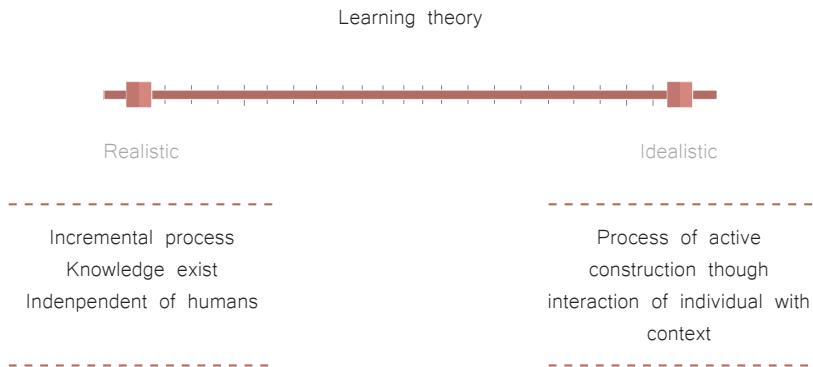 Learning theory
Realistic
Idealistic
Incremental process
Knowledge exist
Indenpendent of humans
Process of active
construction though
interaction of individual with
context